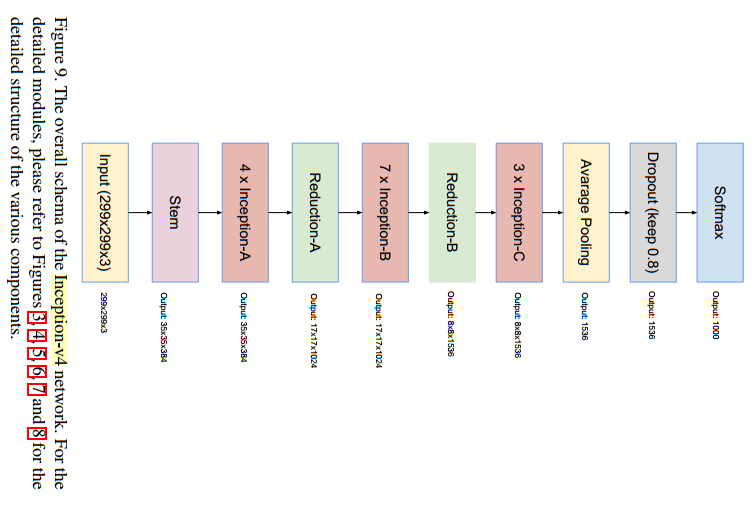 Softmax
Output: 1000
Dropout (keep 0.8)
Output: 1536
Avarage Pooling
Output: 1536
3 x Inception-C
Output: 8x8x1536
Reduction-B
Output: 8x8x1536
7 x Inception-B
Output: 17x17x1024
Reduction-A
Output: 17x17x1024
4 x Inception-A
Output: 35x35x384
Stem
Output: 35x35x384
Input (299x299x3)
299x299x3
Figure 9. The overall schema of the Inception-v4 network. For the
detailed modules, please refer to Figures 3, 4, 5, 6, 7 and 8 for the
detailed structure of the various components.